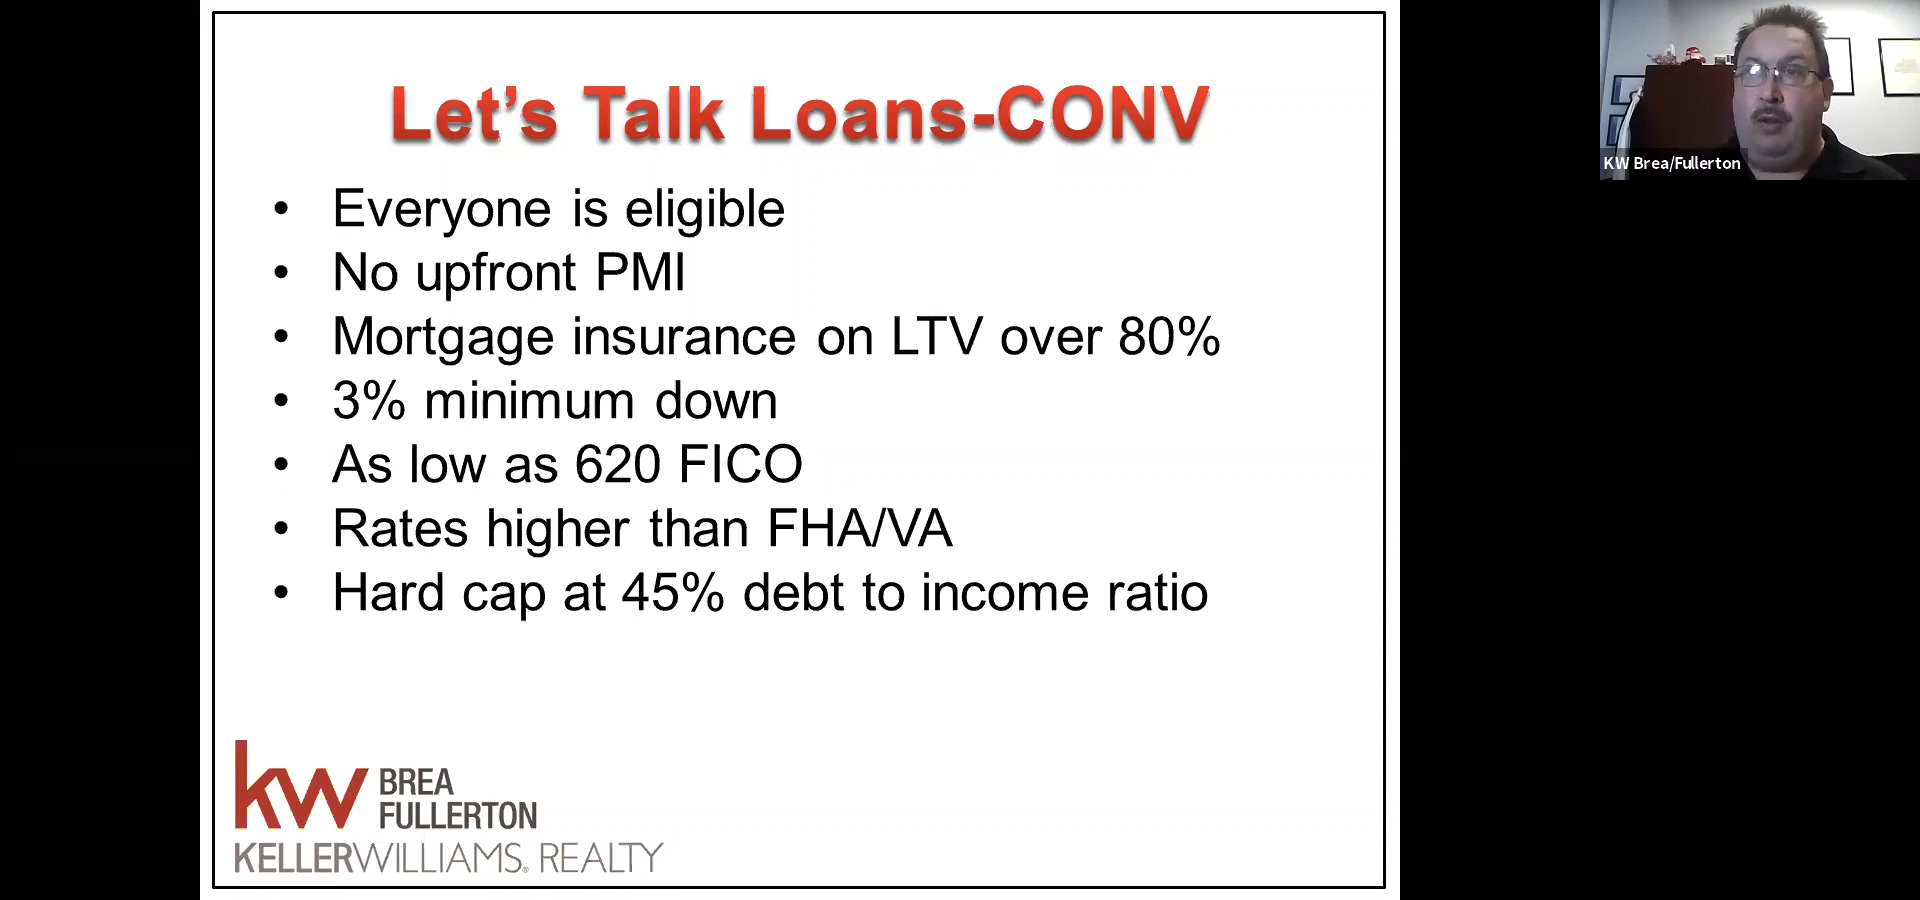 Let’s Talk Loans-CONV
• Everyone is eligible
• No upfront PMI
• Mortgage insurance on LTV over 80%
• 3% minimum down
• As low as 620 FICO
• Rates higher than FHA/VA
• Hard cap at 45% debt to income ratio
kw BREA
FULLERTON
KELLERWILLIAMS® REALTY
KW Brea/Fullerton